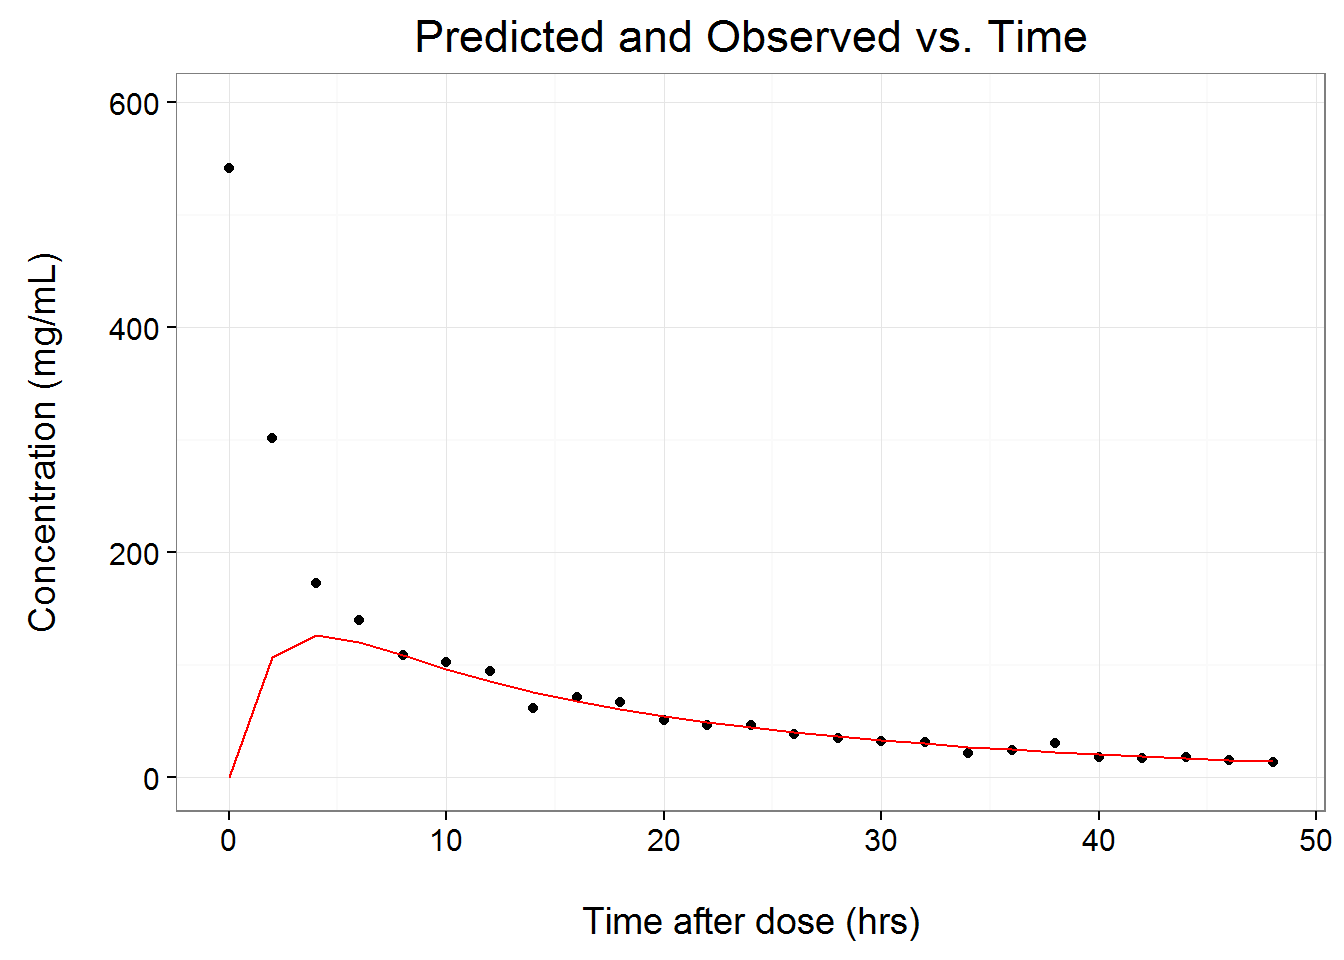 Predicted and Observed vs. Time
Concentration (mg/mL)
600
400
200
0
0 10 20 30 40 50
Time after dose (hrs)